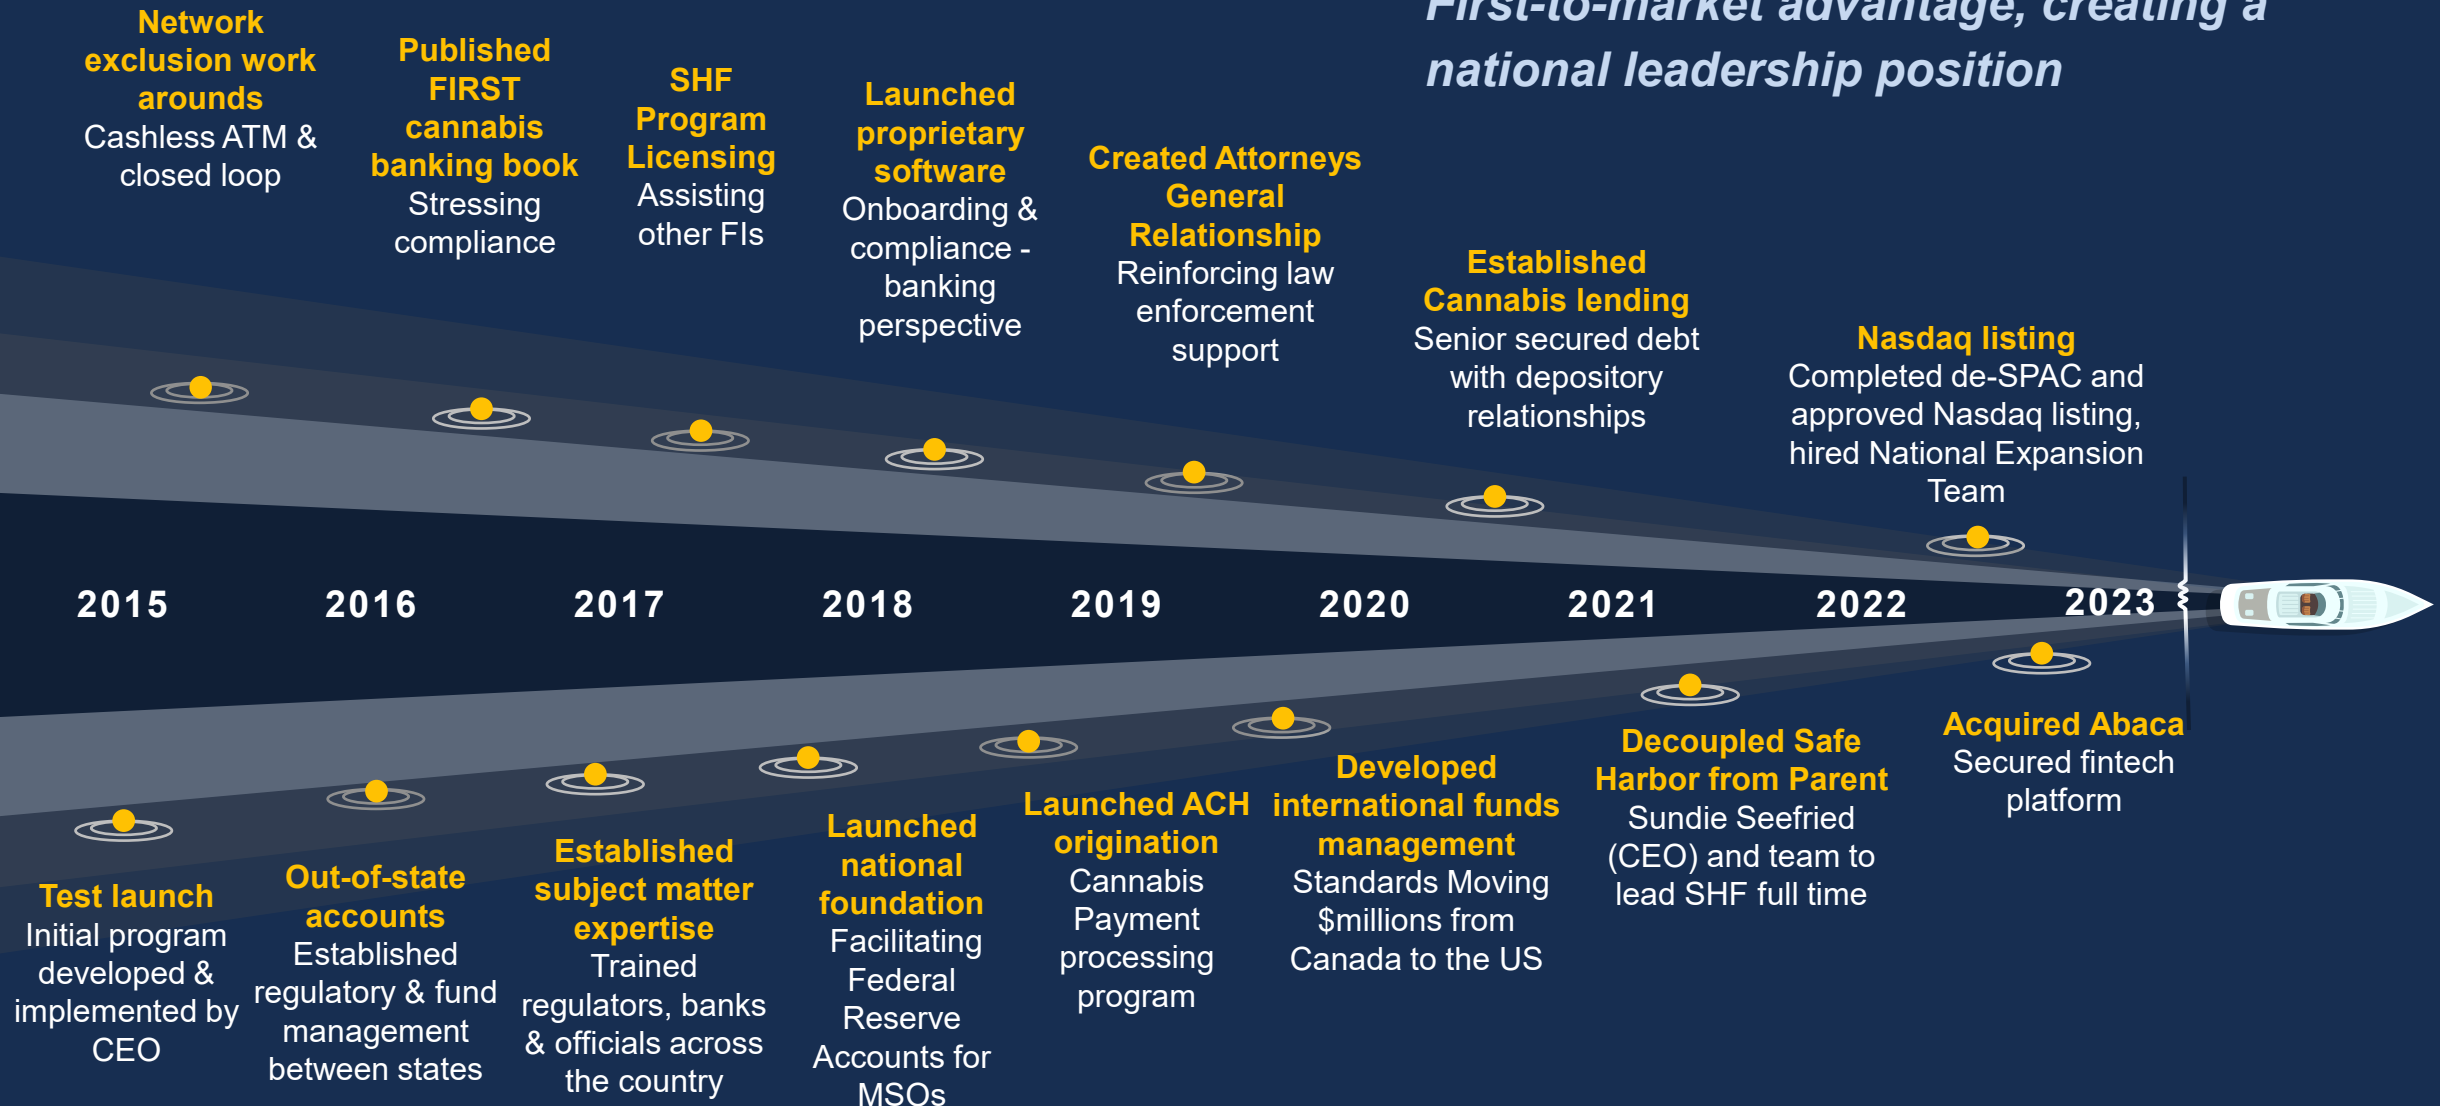 First-to-market advantage, creating a
national leadership position
Network
exclusion work
arounds
Cashless ATM &
closed loop
Published
FIRST
cannabis
banking book
Stressing
compliance
SHF
Program
Licensing
Assisting
other FIs
Launched
proprietary
software
Onboarding &
compliance -
banking
perspective
Created Attorneys
General
Relationship
Reinforcing law
enforcement
support
Established
Cannabis lending
Senior secured debt
with depository
relationships
Nasdaq listing
Completed de-SPAC and
approved Nasdaq listing,
hired National Expansion
Team
2015 2016 2017 2018 2019 2020 2021 2022 2023
Test launch
Initial program
developed &
implemented by
CEO
Out-of-state
accounts
Established
regulatory & fund
management
between states
Established
subject matter
expertise
Trained
regulators, banks
& officials across
the country
Launched
national
foundation
Facilitating
Federal
Reserve
Accounts for
MSOs
Launched ACH
origination
Cannabis
Payment
processing
program
Developed
international funds
management
Standards Moving
$millions from
Canada to the US
Decoupled Safe
Harbor from Parent
Sundie Seefried
(CEO) and team to
lead SHF full time
Acquired Abaca
Secured fintech
platform